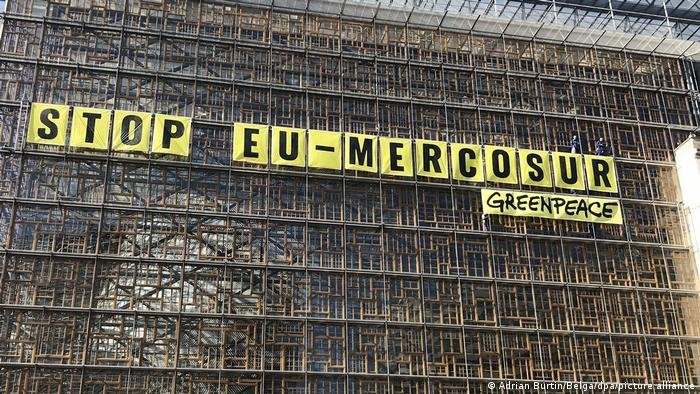 STOP EU-MERCOSUR
GREENPEACE
© Adrian Burtin/Belga/dpa/picture alliance